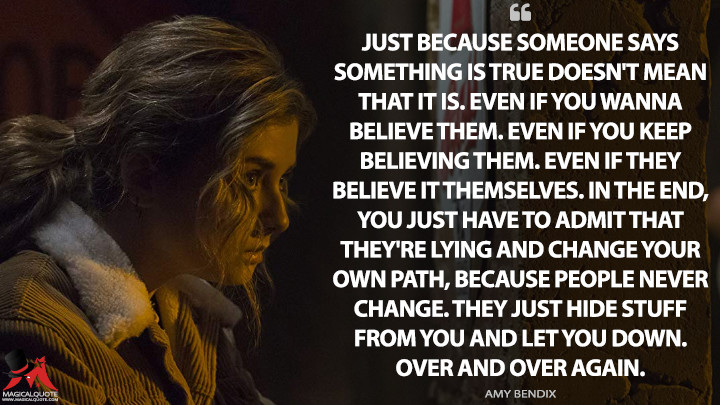 “
JUST BECAUSE SOMEONE SAYS
SOMETHING IS TRUE DOESN'T MEAN
THAT IT IS. EVEN IF YOU WANNA
BELIEVE THEM. EVEN IF YOU KEEP
BELIEVING THEM. EVEN IF THEY
BELIEVE IT THEMSELVES. IN THE END,
YOU JUST HAVE TO ADMIT THAT
THEY'RE LYING AND CHANGE YOUR
OWN PATH, BECAUSE PEOPLE NEVER
CHANGE. THEY JUST HIDE STUFF
FROM YOU AND LET YOU DOWN.
OVER AND OVER AGAIN.
AMY BENDIX
MAGICALQUOTE
WWW.MAGICALQUOTE.COM